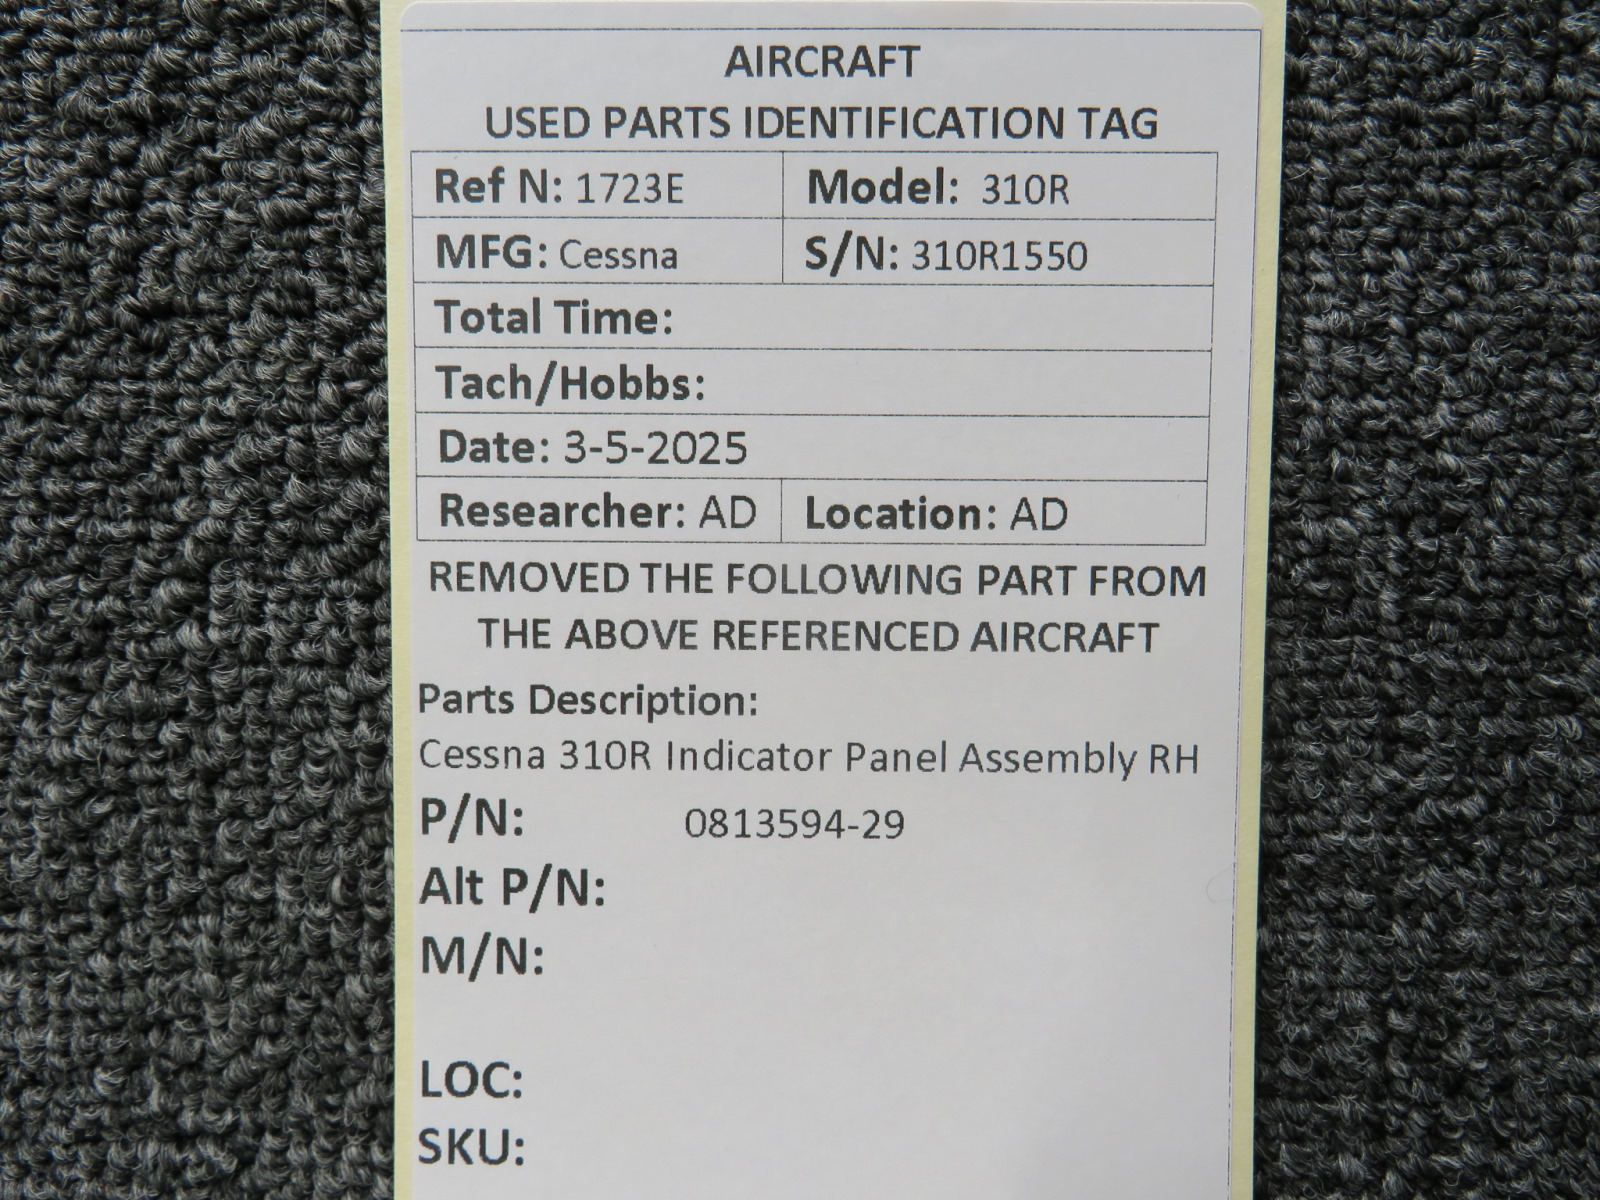 AIRCRAFT
USED PARTS IDENTIFICATION TAG
Ref N: 1723E Model: 310R
MFG: Cessna S/N: 310R1550
Total Time:
Tach/Hobbs:
Date: 3-5-2025
Researcher: AD Location: AD
REMOVED THE FOLLOWING PART FROM
THE ABOVE REFERENCED AIRCRAFT
Parts Description:
Cessna 310R Indicator Panel Assembly RH
P/N: 0813594-29
Alt P/N:
M/N:
LOC:
SKU: